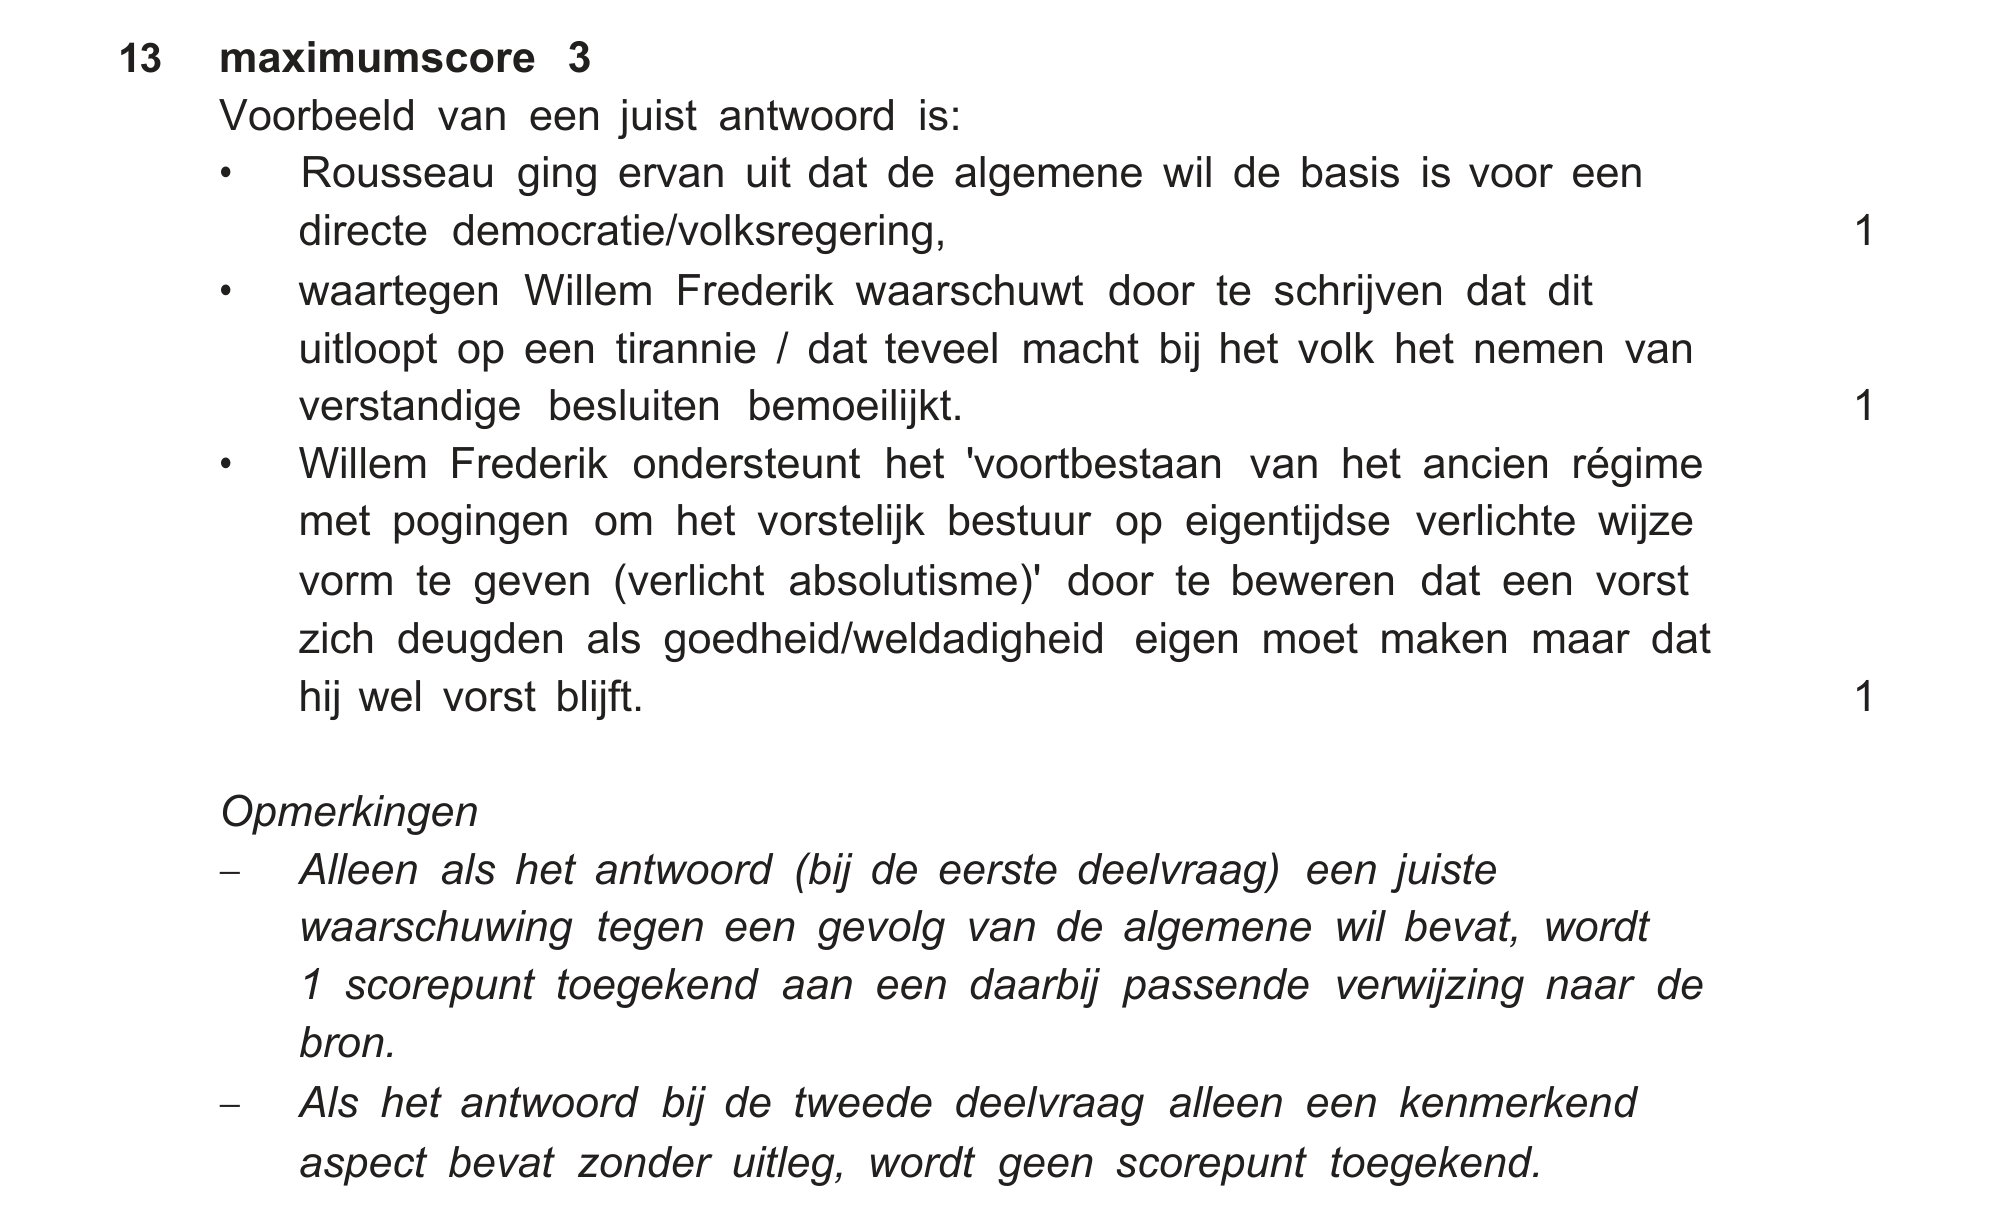 13 maximumscore 3
Voorbeeld van een juist antwoord is:
• Rousseau ging ervan uit dat de algemene wil de basis is voor een
directe democratie/volksregering, 1
• waartegen Willem Frederik waarschuwt door te schrijven dat dit
uitloopt op een tirannie / dat teveel macht bij het volk het nemen van
verstandige besluiten bemoeilijkt. 1
• Willem Frederik ondersteunt het 'voortbestaan van het ancien régime
met pogingen om het vorstelijk bestuur op eigentijdse verlichte wijze
vorm te geven (verlicht absolutisme)' door te beweren dat een vorst
zich deugden als goedheid/weldadigheid eigen moet maken maar dat
hij wel vorst blijft. 1
Opmerkingen
– Alleen als het antwoord (bij de eerste deelvraag) een juiste
waarschuwing tegen een gevolg van de algemene wil bevat, wordt
1 scorepunt toegekend aan een daarbij passende verwijzing naar de
bron.
– Als het antwoord bij de tweede deelvraag alleen een kenmerkend
aspect bevat zonder uitleg, wordt geen scorepunt toegekend.